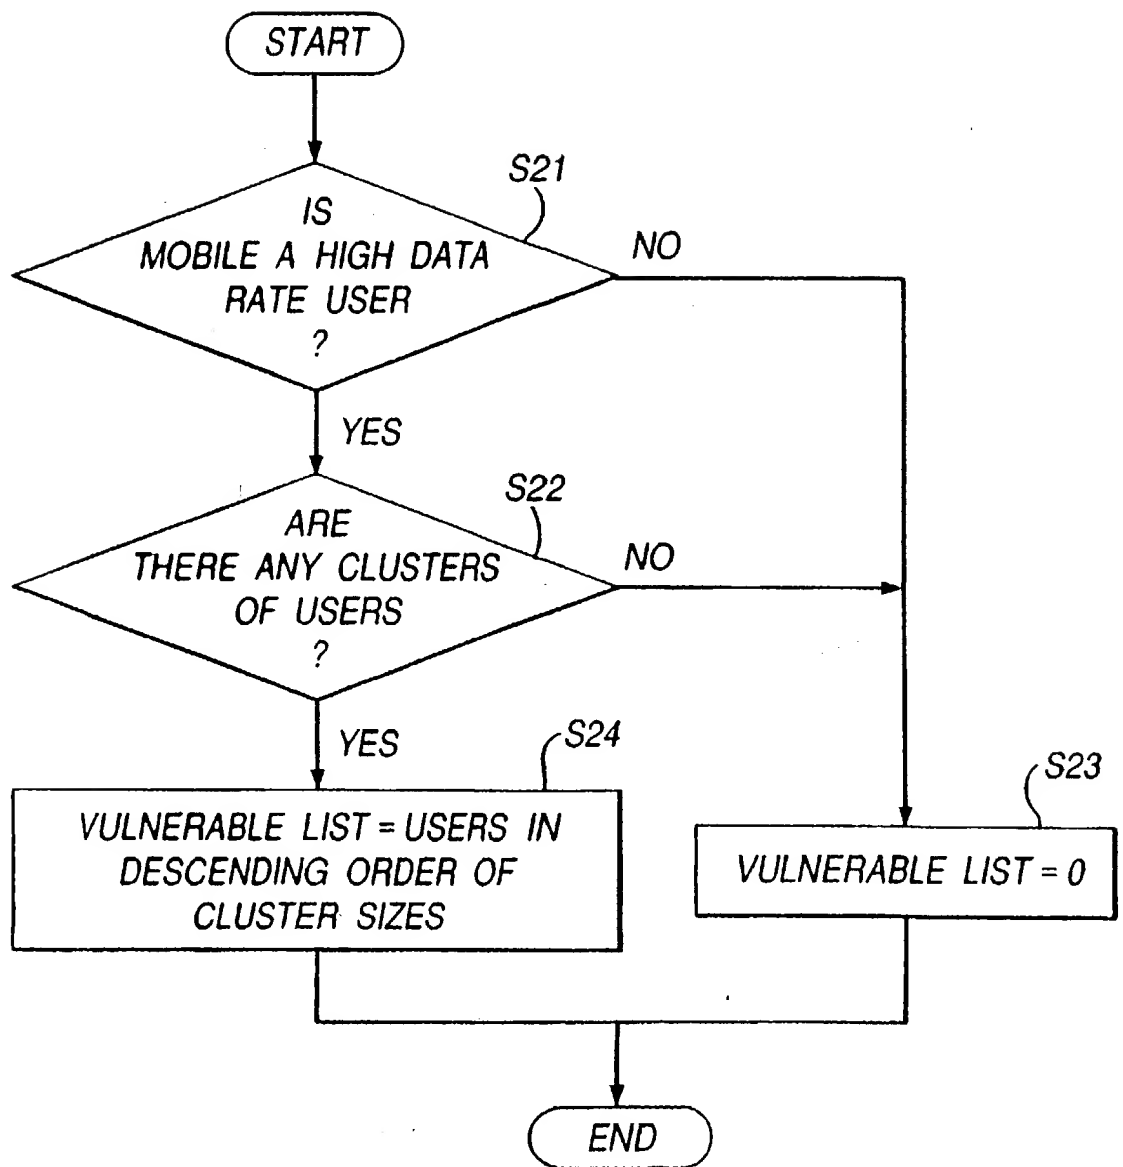 START
S21
IS
MOBILE A HIGH DATA
RATE USER
?
NO
YES
S22
ARE
THERE ANY CLUSTERS
OF USERS
?
NO
YES
S24
VULNERABLE LIST = USERS IN
DESCENDING ORDER OF
CLUSTER SIZES
S23
VULNERABLE LIST = 0
END